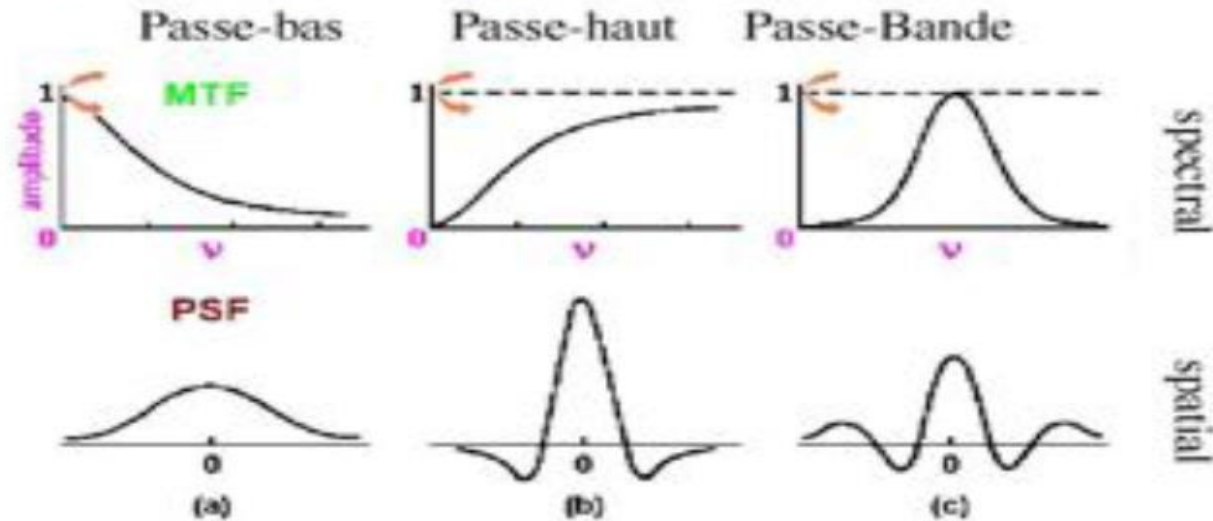 Passe-bas Passe-haut Passe-Bande
MTF
1 1 1
amplitude
0 0 0
ν ν ν
spectral
PSF
0 0 0
spatial
(a) (b) (c)